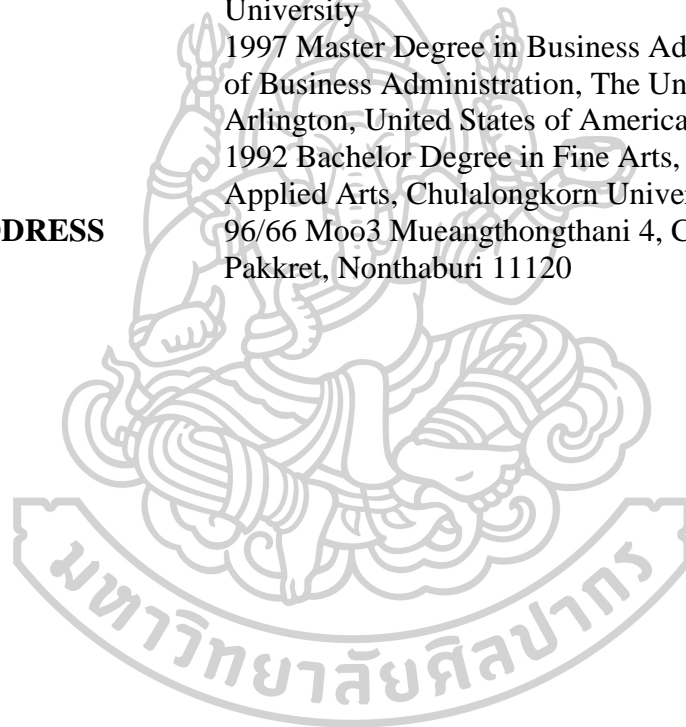 University
1997 Master Degree in Business Ad
of Business Administration, The Un
Arlington, United States of America
1992 Bachelor Degree in Fine Arts,
Applied Arts, Chulalongkorn Univer
DDRESS 96/66 Moo3 Mueangthongthani 4, C
Pakkret, Nonthaburi 11120
มหาวิทยาลัยศิลปากร